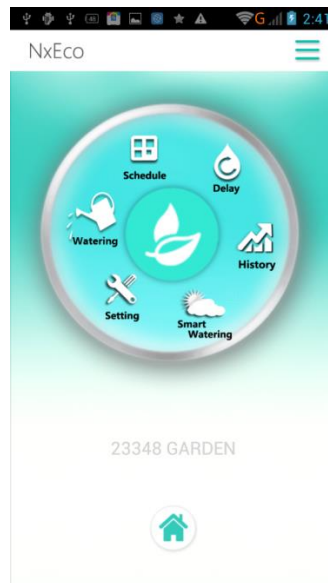 G 2:41
NxEco
Schedule
Delay
Watering
History
Setting
Smart
Watering
23348 GARDEN